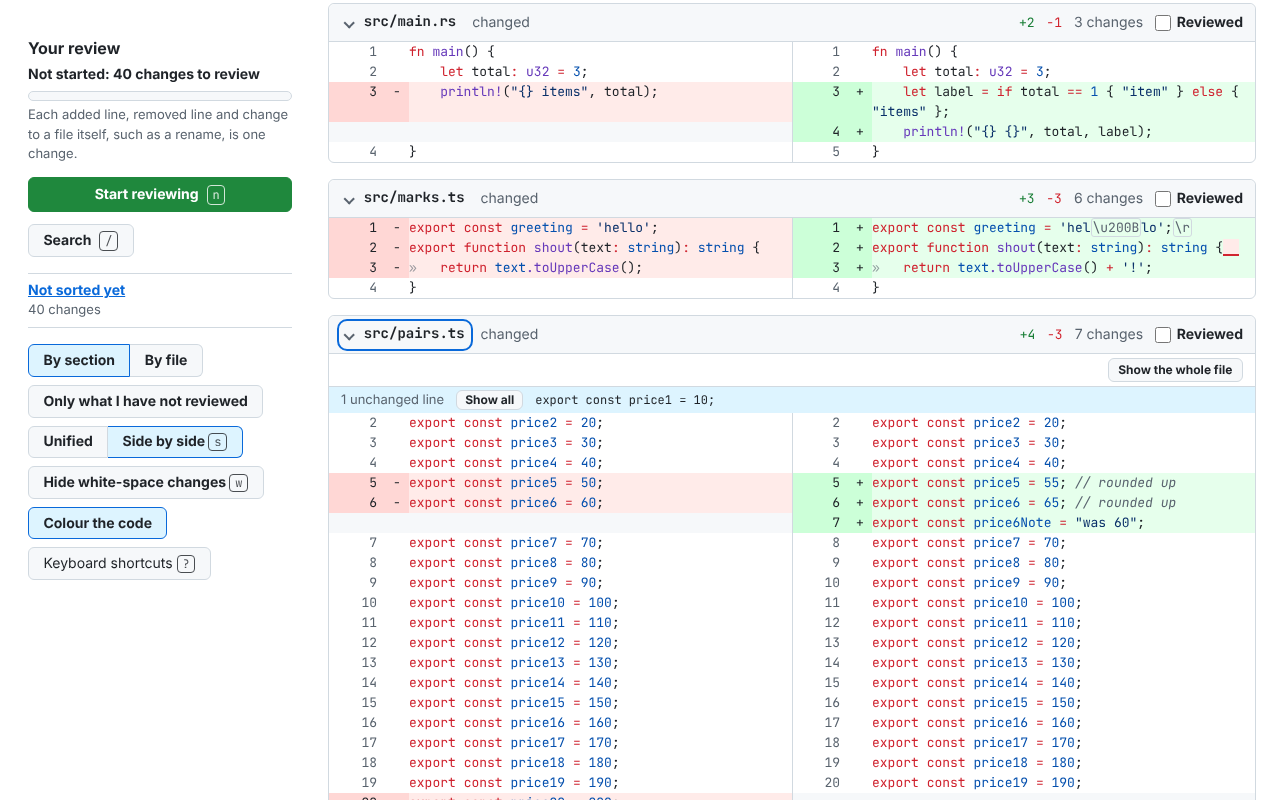 Your review
Not started: 40 changes to review
Each added line, removed line and change
to a file itself, such as a rename, is one
change.
Start reviewing n
Search /
Not sorted yet
40 changes
By section By file
Only what I have not reviewed
Unified Side by side s
Hide white-space changes w
Colour the code
Keyboard shortcuts ?
src/main.rs changed +2 -1 3 changes Reviewed
1 fn main() { 1 fn main() {
2 let total: u32 = 3; 2 let total: u32 = 3;
3 - println!("{} items", total); 3 + let label = if total == 1 { "item" } else {
"items" };
4 + println!("{} {}", total, label);
4 } 5 }
src/marks.ts changed +3 -3 6 changes Reviewed
1 - export const greeting = 'hello'; 1 + export const greeting = 'hel\u200Blo';\r
2 - export function shout(text: string): string { 2 + export function shout(text: string): string {
3 - » return text.toUpperCase(); 3 + » return text.toUpperCase() + '!';
4 } 4 }
src/pairs.ts changed +4 -3 7 changes Reviewed
Show the whole file
1 unchanged line Show all export const price1 = 10;
2 export const price2 = 20; 2 export const price2 = 20;
3 export const price3 = 30; 3 export const price3 = 30;
4 export const price4 = 40; 4 export const price4 = 40;
5 - export const price5 = 50; 5 + export const price5 = 55; // rounded up
6 - export const price6 = 60; 6 + export const price6 = 65; // rounded up
7 + export const price6Note = "was 60";
7 export const price7 = 70; 8 export const price7 = 70;
8 export const price8 = 80; 9 export const price8 = 80;
9 export const price9 = 90; 10 export const price9 = 90;
10 export const price10 = 100; 11 export const price10 = 100;
11 export const price11 = 110; 12 export const price11 = 110;
12 export const price12 = 120; 13 export const price12 = 120;
13 export const price13 = 130; 14 export const price13 = 130;
14 export const price14 = 140; 15 export const price14 = 140;
15 export const price15 = 150; 16 export const price15 = 150;
16 export const price16 = 160; 17 export const price16 = 160;
17 export const price17 = 170; 18 export const price17 = 170;
18 export const price18 = 180; 19 export const price18 = 180;
19 export const price19 = 190; 20 export const price19 = 190;